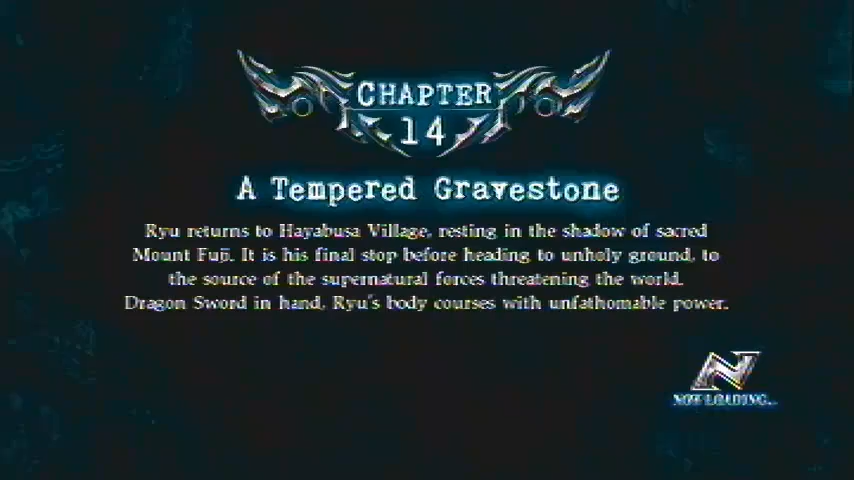 CHAPTER
14
A Tempered Gravestone
Ryu returns to Hayabusa Village, resting in the shadow of sacred
Mount Fuji. It is his final stop before heading to unholy ground, to
the source of the supernatural forces threatening the world.
Dragon Sword in hand, Ryu's body courses with unfathomable power.
N
NOW LOADING...